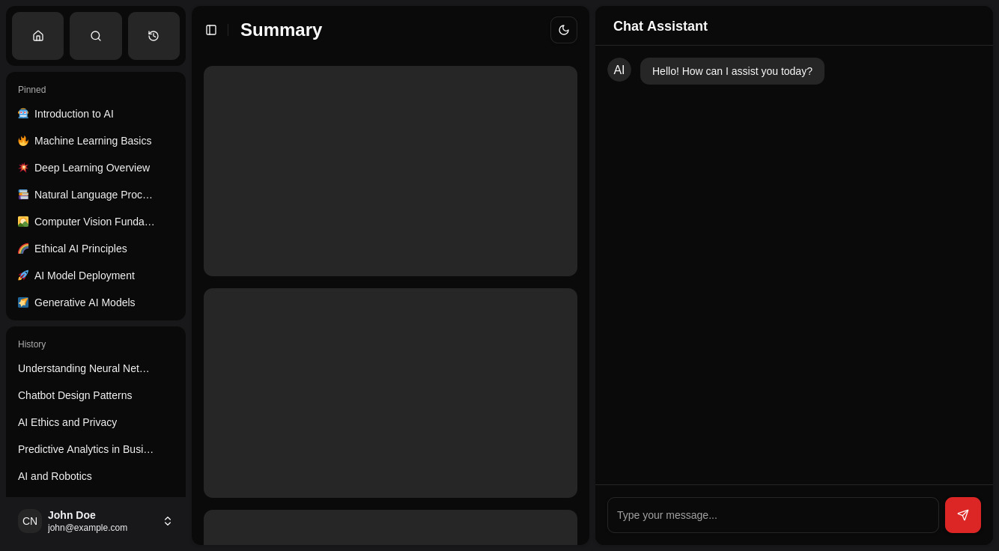 Pinned
Introduction to AI
Machine Learning Basics
Deep Learning Overview
Natural Language Proc…
Computer Vision Funda…
Ethical AI Principles
AI Model Deployment
Generative AI Models
History
Understanding Neural Net…
Chatbot Design Patterns
AI Ethics and Privacy
Predictive Analytics in Busi…
AI and Robotics
CN
John Doe
john@example.com
Summary
Chat Assistant
AI
Hello! How can I assist you today?
Type your message...